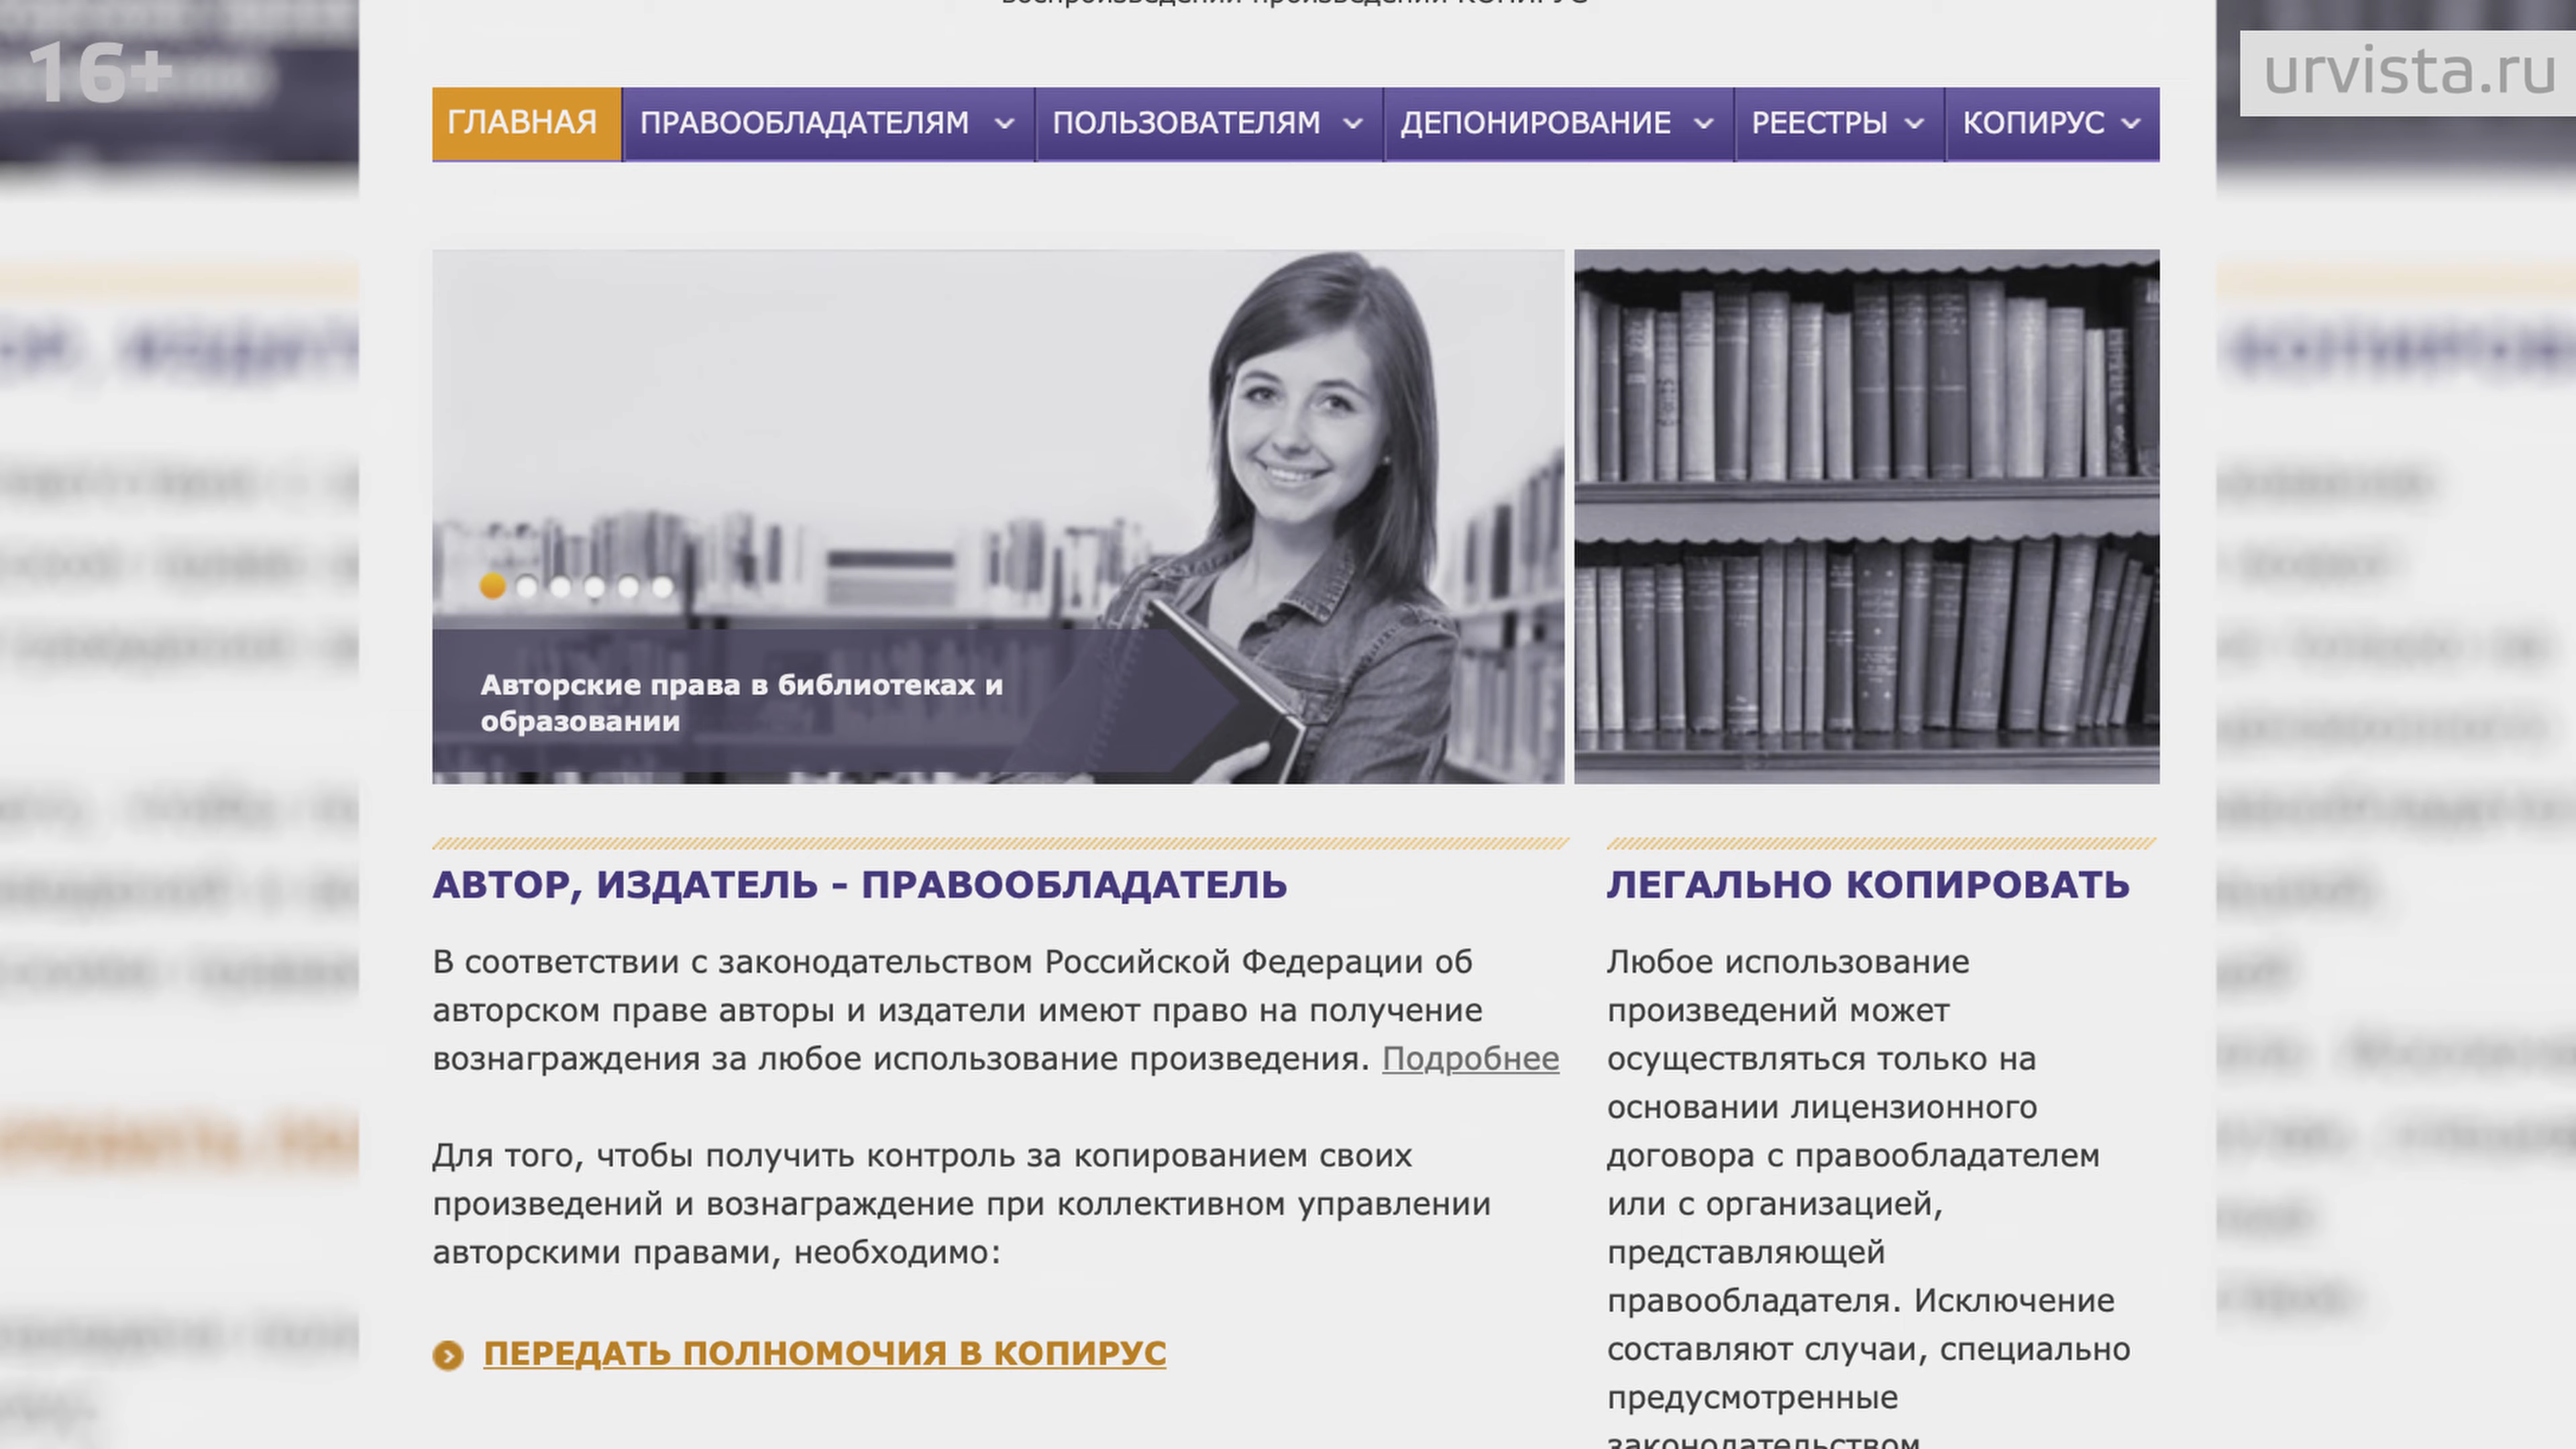 воспроизведений произведений КОПИРУС
16+
urvista.ru
ГЛАВНАЯ ПРАВООБЛАДАТЕЛЯМ ПОЛЬЗОВАТЕЛЯМ ДЕПОНИРОВАНИЕ РЕЕСТРЫ КОПИРУС
Авторские права в библиотеках и
образовании
АВТОР, ИЗДАТЕЛЬ - ПРАВООБЛАДАТЕЛЬ
В соответствии с законодательством Российской Федерации об
авторском праве авторы и издатели имеют право на получение
вознаграждения за любое использование произведения. Подробнее
Для того, чтобы получить контроль за копированием своих
произведений и вознаграждение при коллективном управлении
авторскими правами, необходимо:
ПЕРЕДАТЬ ПОЛНОМОЧИЯ В КОПИРУС
ЛЕГАЛЬНО КОПИРОВАТЬ
Любое использование
произведений может
осуществляться только на
основании лицензионного
договора с правообладателем
или с организацией,
представляющей
правообладателя. Исключение
составляют случаи, специально
предусмотренные
законодательством